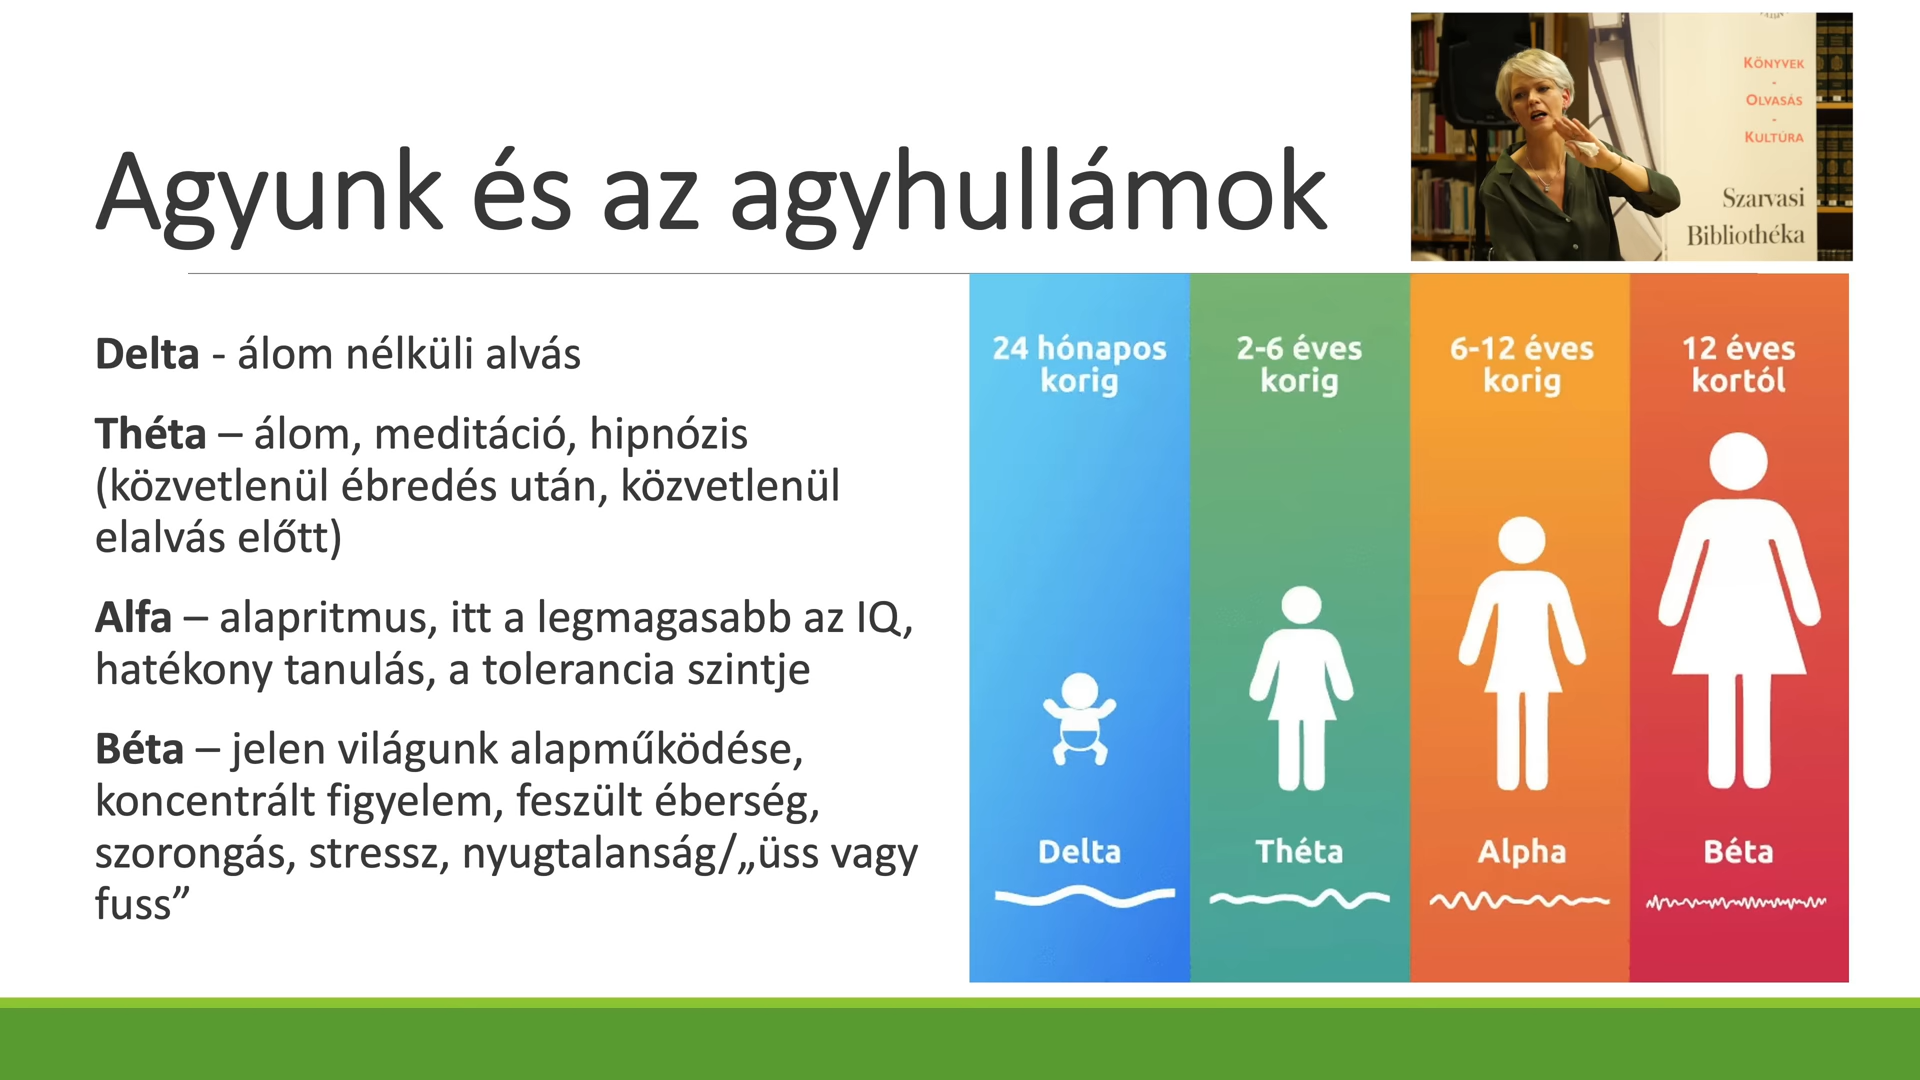 Agyunk és az agyhullámok
KÖNYVEK
-
OLVASÁS
-
KULTÚRA
Szarvasi
Bibliothéka
Delta - álom nélküli alvás
Théta – álom, meditáció, hipnózis
(közvetlenül ébredés után, közvetlenül
elalvás előtt)
Alfa – alapritmus, itt a legmagasabb az IQ,
hatékony tanulás, a tolerancia szintje
Béta – jelen világunk alapműködése,
koncentrált figyelem, feszült éberség,
szorongás, stressz, nyugtalanság/„üss vagy
fuss”
24 hónapos
korig
Delta
2-6 éves
korig
Théta
6-12 éves
korig
Alpha
12 éves
kortól
Béta